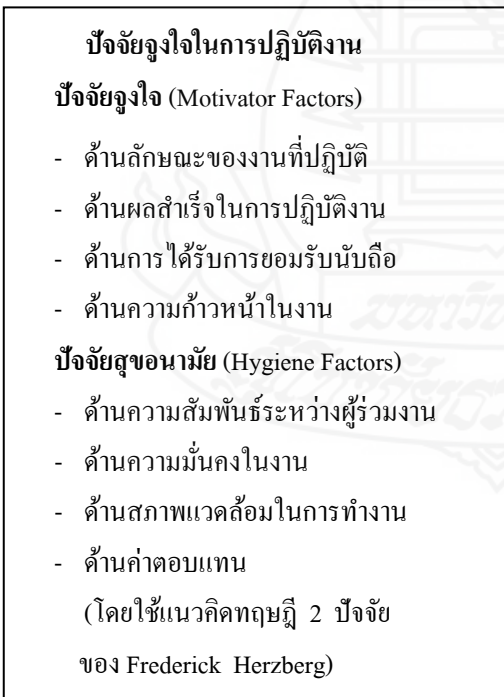 ปัจจัยจูงใจในการปฏิบัติงาน
ปัจจัยจูงใจ (Motivator Factors)
- ด้านลักษณะของงานที่ปฏิบัติ
- ด้านผลสำเร็จในการปฏิบัติงาน
- ด้านการได้รับการยอมรับนับถือ
- ด้านความก้าวหน้าในงาน
ปัจจัยสุขอนามัย (Hygiene Factors)
- ด้านความสัมพันธ์ระหว่างผู้ร่วมงาน
- ด้านความมั่นคงในงาน
- ด้านสภาพแวดล้อมในการทำงาน
- ด้านค่าตอบแทน
(โดยใช้แนวคิดทฤษฎี 2 ปัจจัย
ของ Frederick Herzberg)